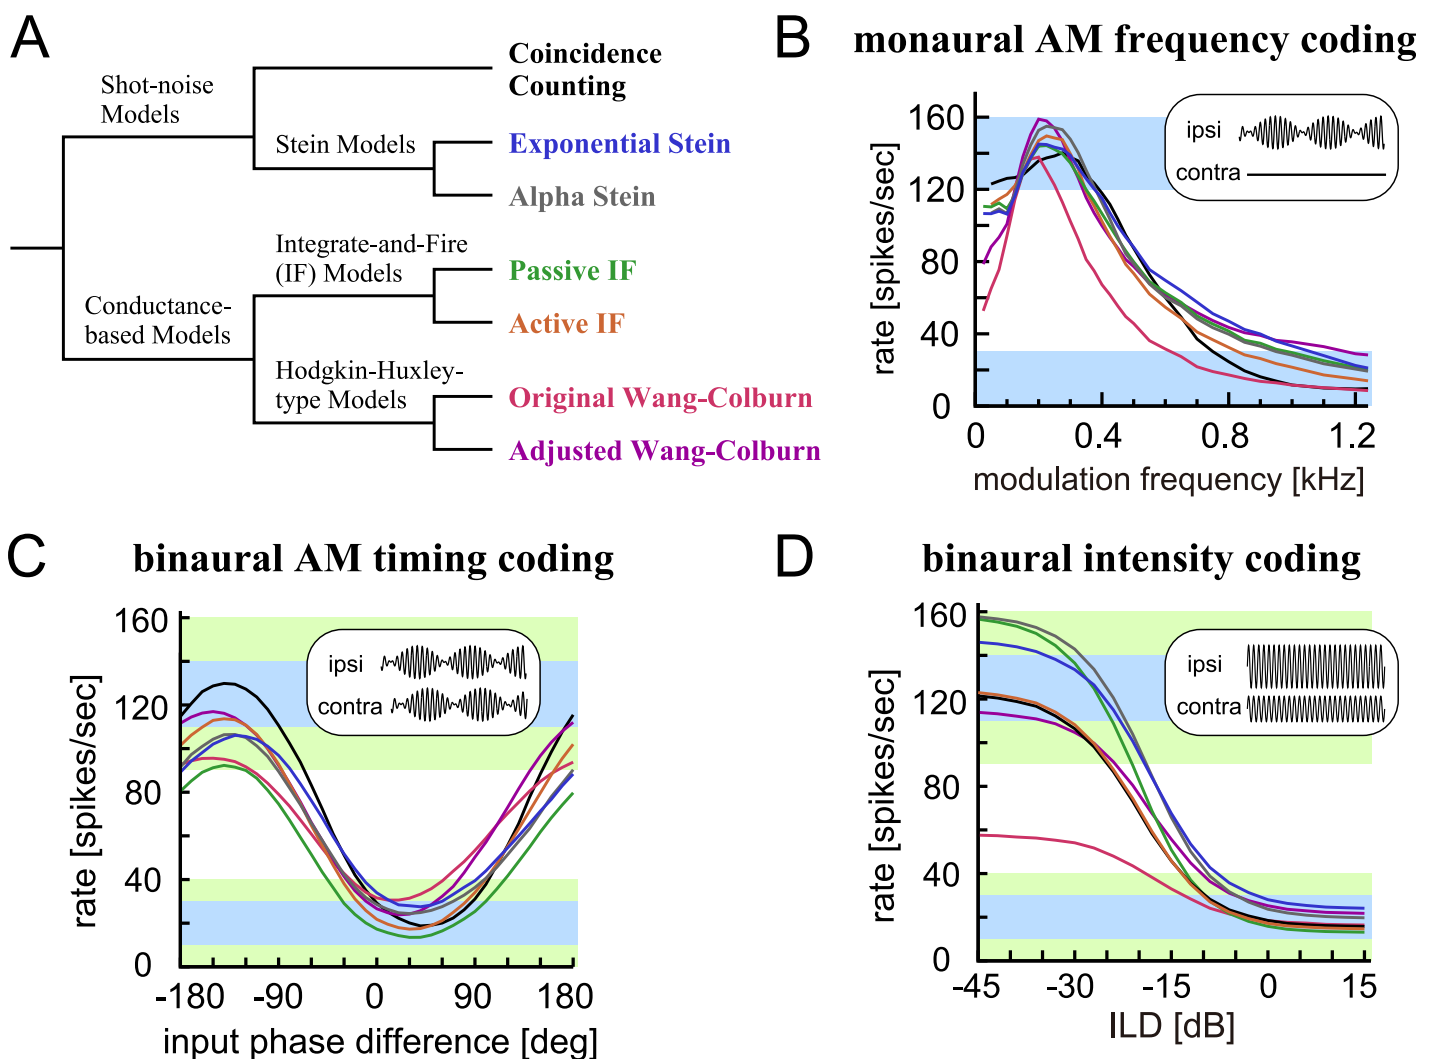 A
Shot-noise
Models
Coincidence
Counting
Stein Models
Exponential Stein
Alpha Stein
Integrate-and-Fire
(IF) Models
Passive IF
Active IF
Conductance-
based Models
Hodgkin-Huxley-
type Models
Original Wang-Colburn
Adjusted Wang-Colburn
B
monaural AM frequency coding
rate [spikes/sec]
160
120
80
40
0
ipsi
contra
0 0.4 0.8 1.2
modulation frequency [kHz]
C
binaural AM timing coding
rate [spikes/sec]
160
120
80
40
0
ipsi
contra
-180 -90 0 90 180
input phase difference [deg]
D
binaural intensity coding
rate [spikes/sec]
160
120
80
40
0
ipsi
contra
-45 -30 -15 0 15
ILD [dB]